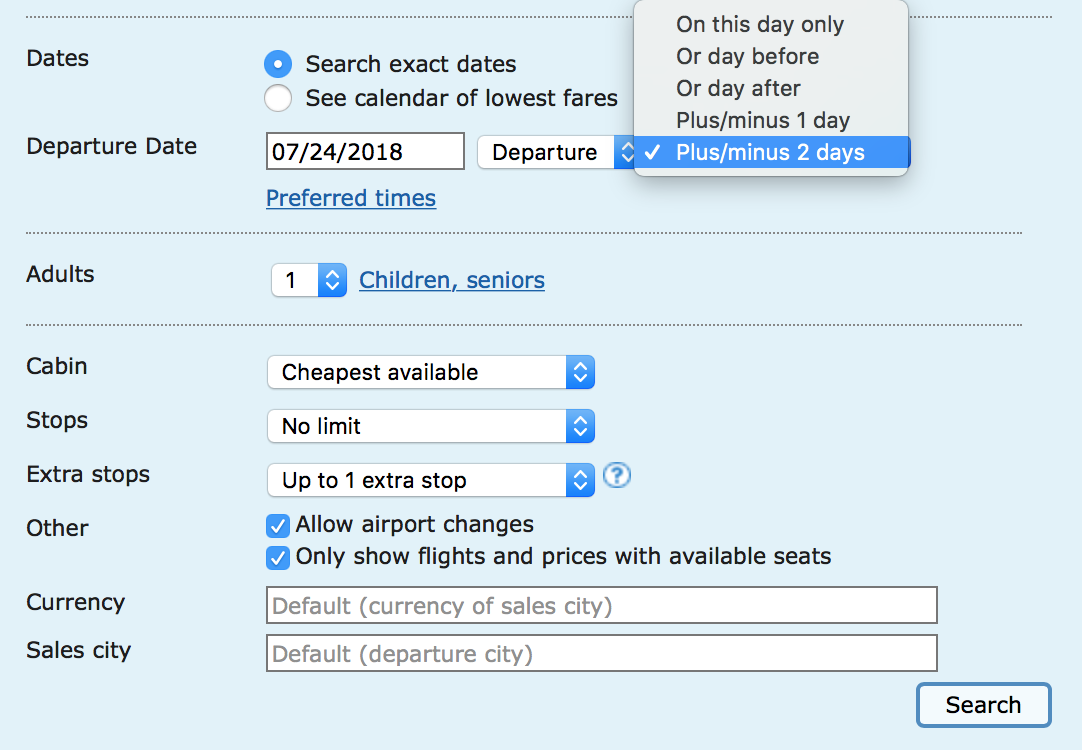 On this day only
Or day before
Or day after
Plus/minus 1 day
✓ Plus/minus 2 days
Dates
Search exact dates
See calendar of lowest fares
Departure Date
07/24/2018
Departure
Preferred times
Adults
1
Children, seniors
Cabin
Cheapest available
Stops
No limit
Extra stops
Up to 1 extra stop
?
Other
Allow airport changes
Only show flights and prices with available seats
Currency
Default (currency of sales city)
Sales city
Default (departure city)
Search